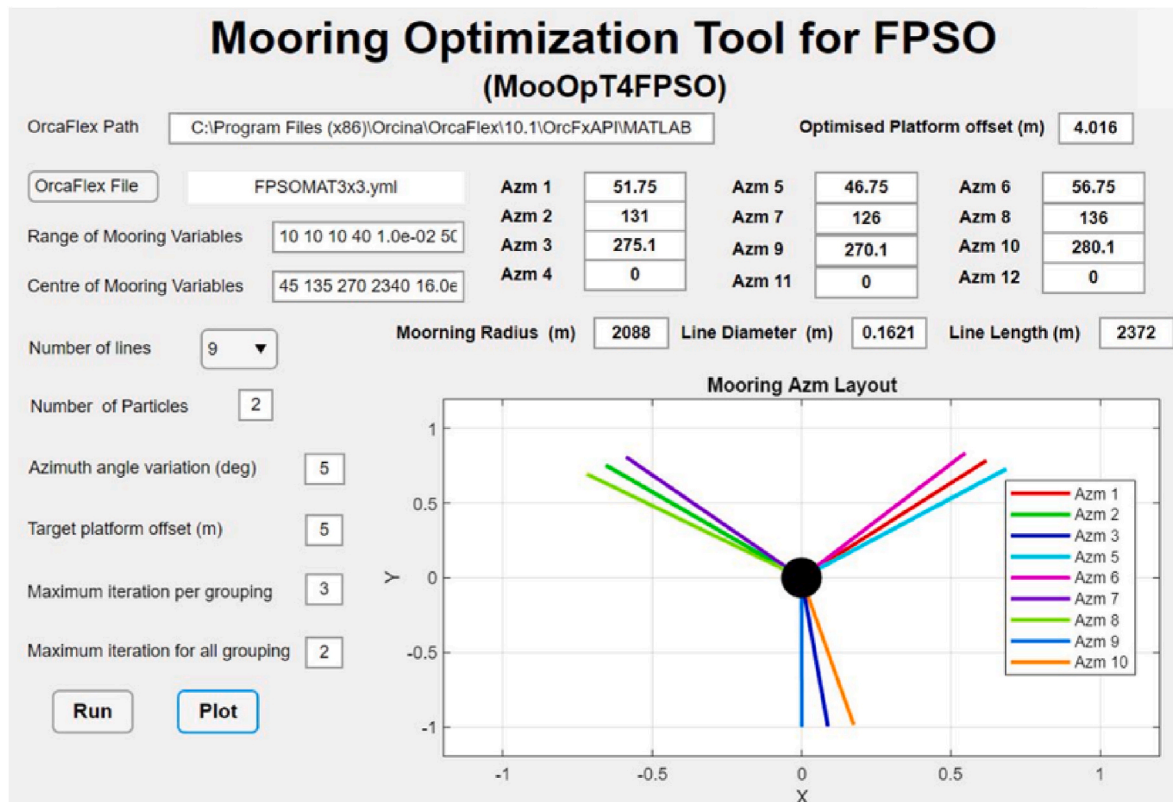 Mooring Optimization Tool for FPSO
(MooOpT4FPSO)
OrcaFlex Path
C:\Program Files (x86)\Orcina\OrcaFlex\10.1\OrcFxAPI\MATLAB
Optimised Platform offset (m)
4.016
OrcaFlex File
FPSOMAT3x3.yml
Range of Mooring Variables
10 10 10 40 1.0e-02 50
Centre of Mooring Variables
45 135 270 2340 16.0e
Azm 1 51.75
Azm 2 131
Azm 3 275.1
Azm 4 0
Azm 5 46.75
Azm 7 126
Azm 9 270.1
Azm 11 0
Azm 6 56.75
Azm 8 136
Azm 10 280.1
Azm 12 0
Moorning Radius (m) 2088 Line Diameter (m) 0.1621 Line Length (m) 2372
Number of lines 9
Number of Particles 2
Azimuth angle variation (deg) 5
Target platform offset (m) 5
Maximum iteration per grouping 3
Maximum iteration for all grouping 2
Run
Plot
Mooring Azm Layout
1
0.5
0
-0.5
-1
Y
-1 -0.5 0 0.5 1
X
Azm 1
Azm 2
Azm 3
Azm 5
Azm 6
Azm 7
Azm 8
Azm 9
Azm 10